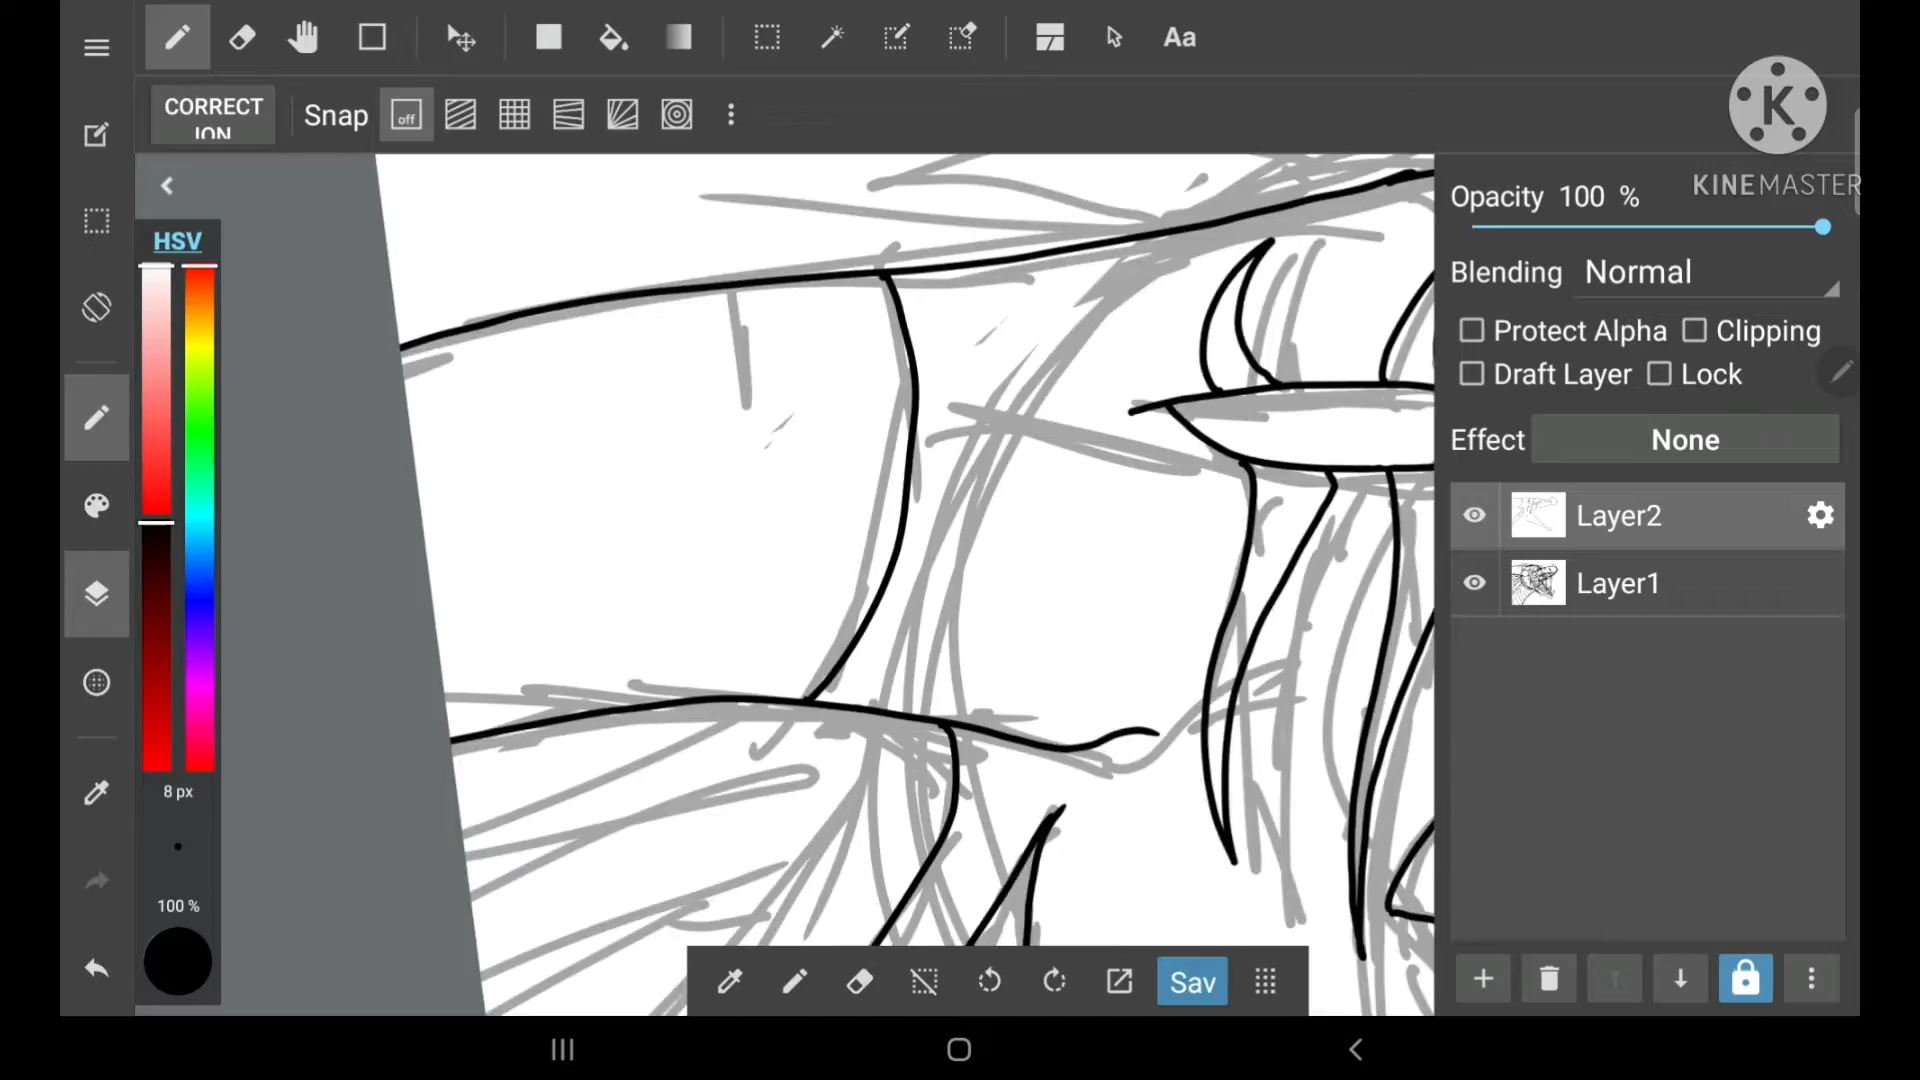 Aa
CORRECT
ION
Snap
off
K
KINEMASTER
HSV
8 px
100 %
Opacity 100 %
Blending Normal
Protect Alpha Clipping
Draft Layer Lock
Effect None
Layer2
Layer1
Sav